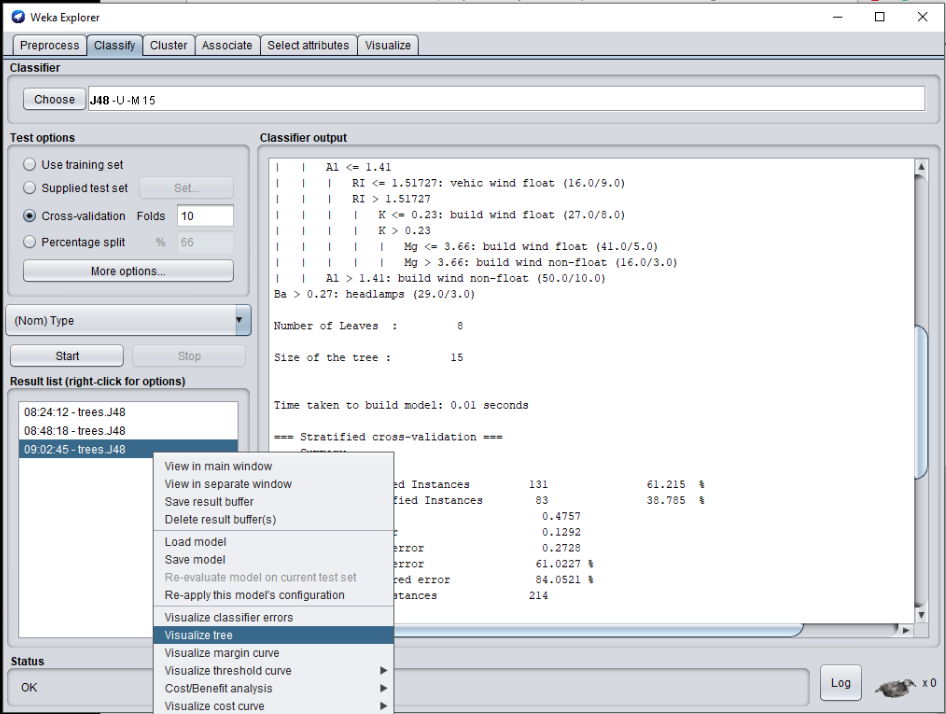 Weka Explorer
Preprocess Classify Cluster Associate Select attributes Visualize
Classifier
Choose J48 -U -M 15
Test options
Use training set
Supplied test set Set...
Cross-validation Folds 10
Percentage split % 66
More options...
(Nom) Type
Start Stop
Result list (right-click for options)
08:24:12 - trees.J48
08:48:18 - trees.J48
09:02:45 - trees.J48
Classifier output
| | Al <= 1.41
| | | RI <= 1.51727: vehic wind float (16.0/9.0)
| | | RI > 1.51727
| | | | K <= 0.23: build wind float (27.0/8.0)
| | | | K > 0.23
| | | | | Mg <= 3.66: build wind float (41.0/5.0)
| | | | | Mg > 3.66: build wind non-float (16.0/3.0)
| | Al > 1.41: build wind non-float (50.0/10.0)
Ba > 0.27: headlamps (29.0/3.0)
Number of Leaves : 8
Size of the tree : 15
Time taken to build model: 0.01 seconds
=== Stratified cross-validation ===
ed Instances 131 61.215 %
fied Instances 83 38.785 %
0.4757
r 0.1292
error 0.2728
error 61.0227 %
red error 84.0521 %
stances 214
View in main window
View in separate window
Save result buffer
Delete result buffer(s)
Load model
Save model
Re-evaluate model on current test set
Re-apply this model's configuration
Visualize classifier errors
Visualize tree
Visualize margin curve
Visualize threshold curve
Cost/Benefit analysis
Visualize cost curve
Status
OK
Log x 0